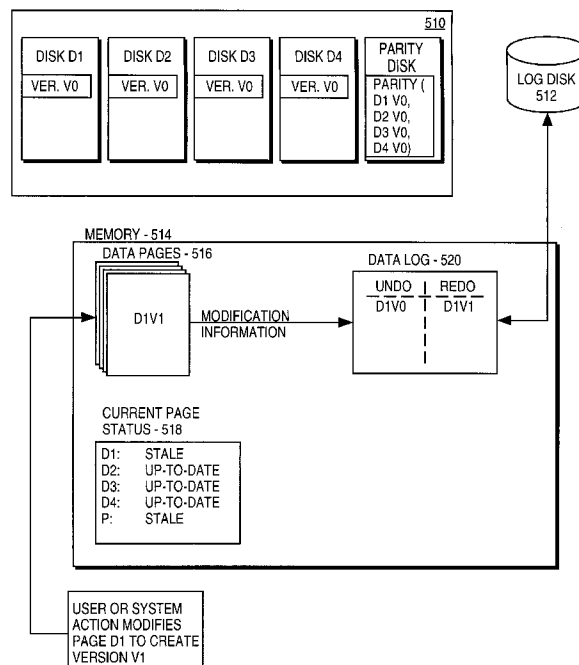 510
DISK D1
VER. V0
DISK D2
VER. V0
DISK D3
VER. V0
DISK D4
VER. V0
PARITY
DISK
PARITY (
D1 V0,
D2 V0,
D3 V0,
D4 V0)
LOG DISK
512
MEMORY - 514
DATA PAGES - 516
D1V1
MODIFICATION
INFORMATION
DATA LOG - 520
UNDO REDO
D1V0 D1V1
CURRENT PAGE
STATUS - 518
D1: STALE
D2: UP-TO-DATE
D3: UP-TO-DATE
D4: UP-TO-DATE
P: STALE
USER OR SYSTEM
ACTION MODIFIES
PAGE D1 TO CREATE
VERSION V1